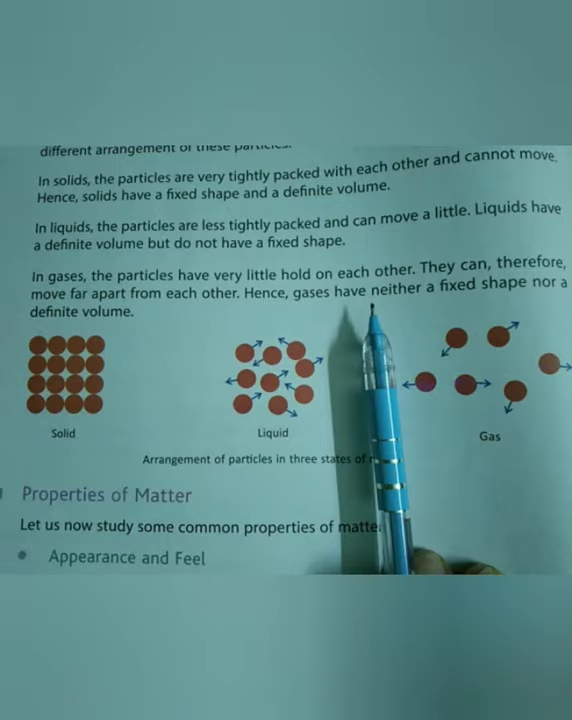 different arrangement of these particles.
In solids, the particles are very tightly packed with each other and cannot move.
Hence, solids have a fixed shape and a definite volume.
In liquids, the particles are less tightly packed and can move a little. Liquids have
a definite volume but do not have a fixed shape.
In gases, the particles have very little hold on each other. They can, therefore,
move far apart from each other. Hence, gases have neither a fixed shape nor a
definite volume.
Solid
Liquid
Gas
Arrangement of particles in three states of
Properties of Matter
Let us now study some common properties of matte
• Appearance and Feel